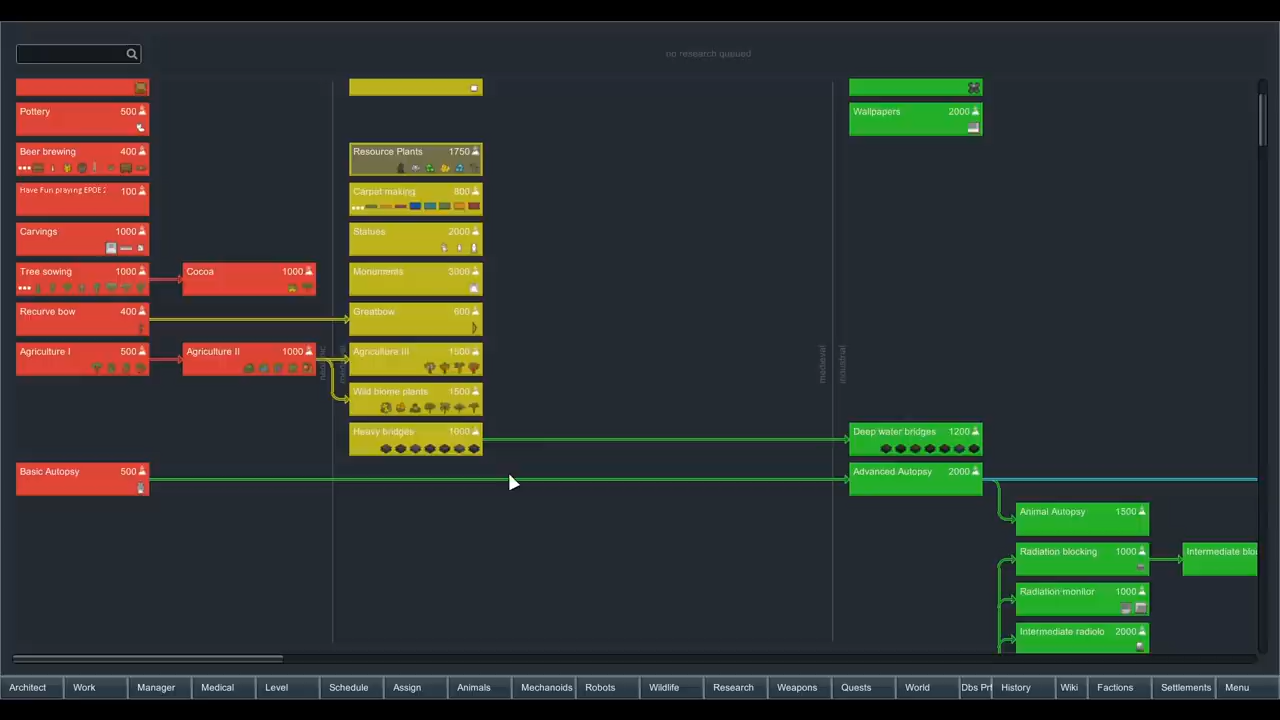 no research queued
Pottery 500
Wallpapers 2000
Beer brewing 400
Resource Plants 1750
Have Fun playing EPOE 2 100
Carpet making 800
Carvings 1000
Statues 2000
Tree sowing 1000
Cocoa 1000
Monuments 3000
Recurve bow 400
Greatbow 600
Agriculture I 500
Agriculture II 1000
Agriculture III 1500
medieval
medieval
industrial
Wild biome plants 1500
Heavy bridges 1000
Deep water bridges 1200
Basic Autopsy 500
Advanced Autopsy 2000
Animal Autopsy 1500
Radiation blocking 1000
Intermediate blo
Radiation monitor 1000
Intermediate radiolo 2000
Architect Work Manager Medical Level Schedule Assign Animals Mechanoids Robots Wildlife Research Weapons Quests World Dbs Prf History Wiki Factions Settlements Menu